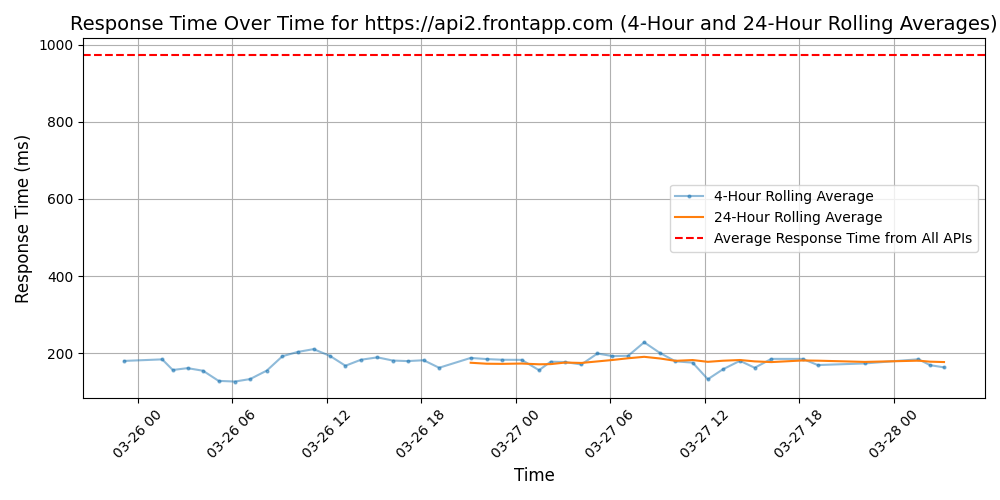 Response Time Over Time for https://api2.frontapp.com (4-Hour and 24-Hour Rolling Averages)
1000
800
600
400
200
Response Time (ms)
4-Hour Rolling Average
24-Hour Rolling Average
Average Response Time from All APIs
03-26 00
03-26 06
03-26 12
03-26 18
03-27 00
03-27 06
03-27 12
03-27 18
03-28 00
Time